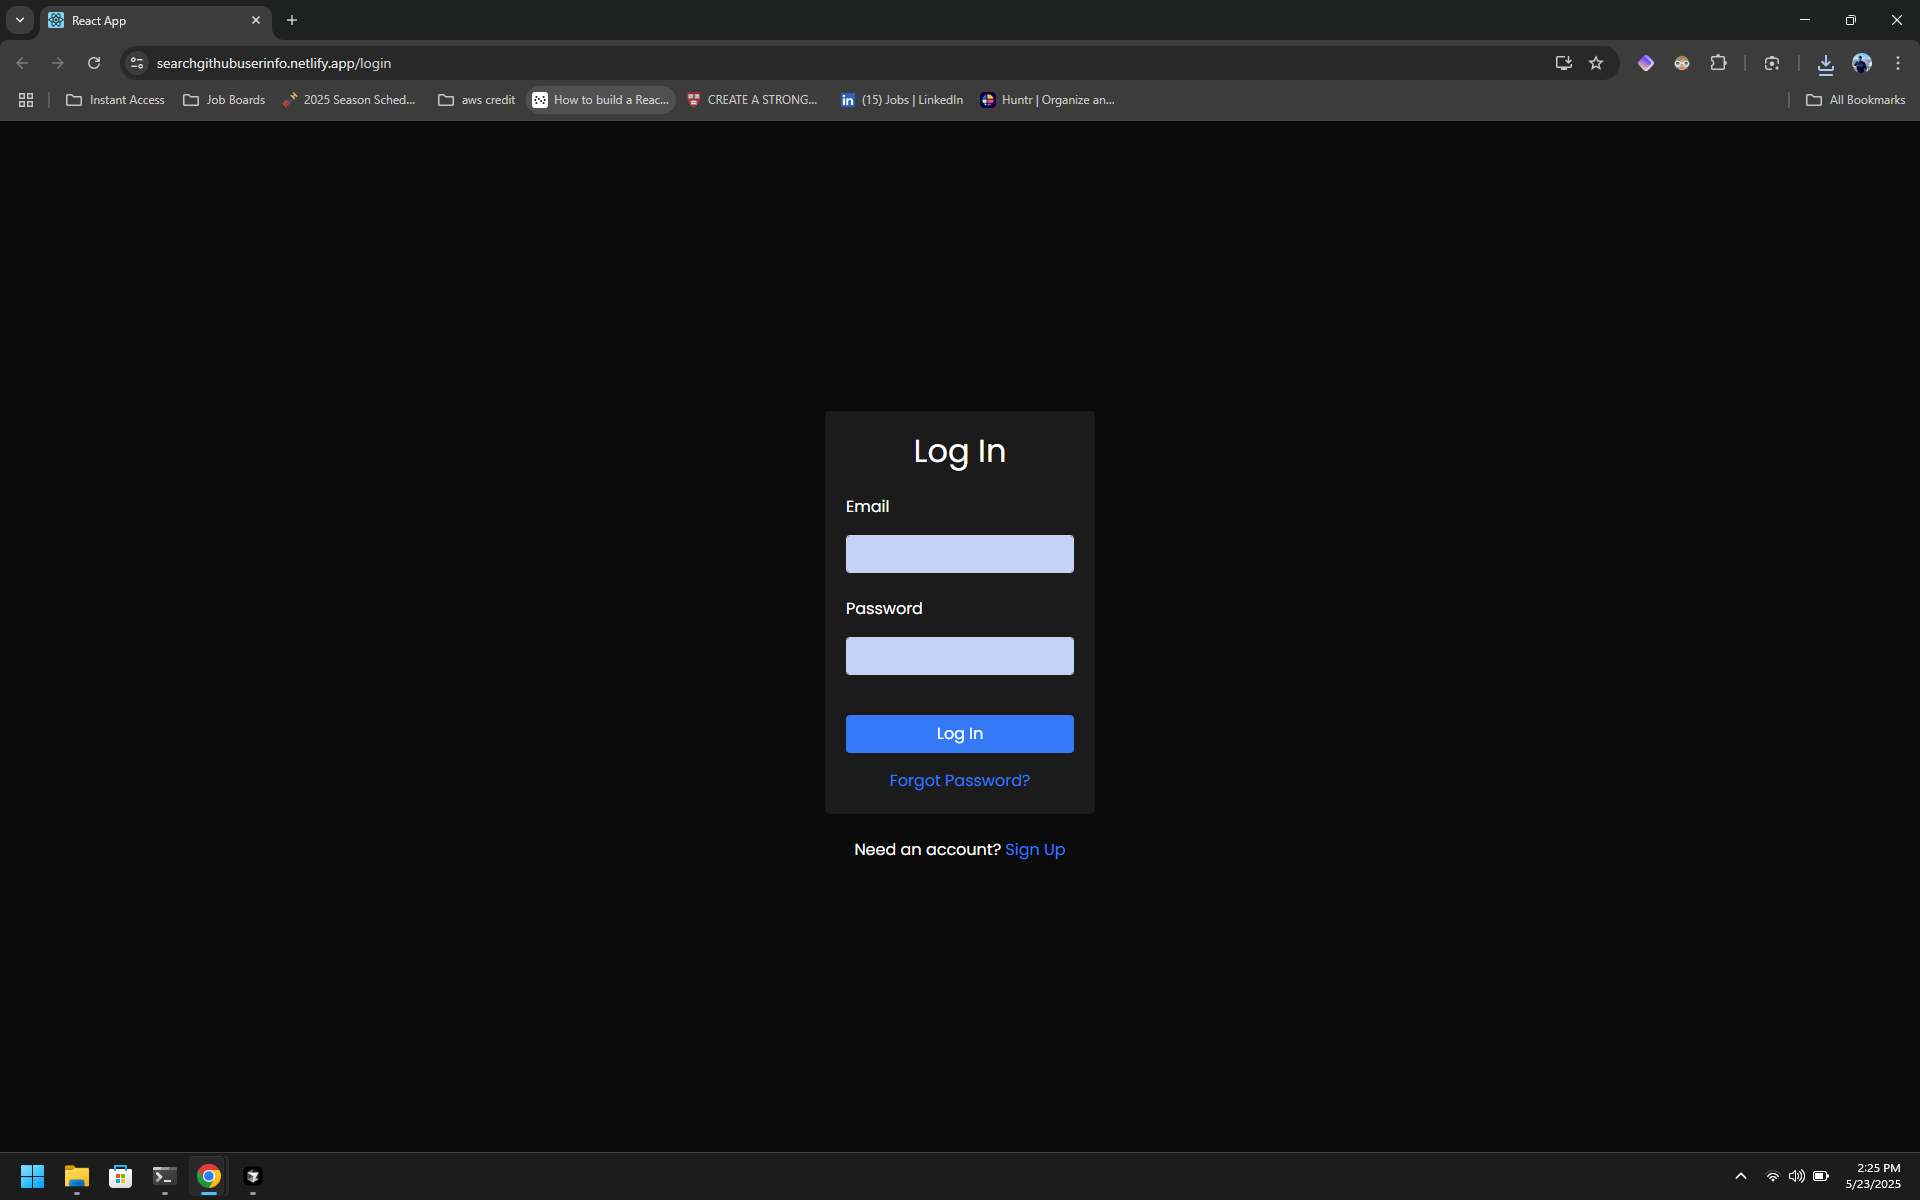 React App
searchgithubuserinfo.netlify.app/login
Instant Access
Job Boards
2025 Season Sched...
aws credit
How to build a Reac...
CREATE A STRONG...
(15) Jobs | LinkedIn
Huntr | Organize an...
All Bookmarks
Log In
Email
Password
Log In
Forgot Password?
Need an account? Sign Up
2:25 PM
5/23/2025